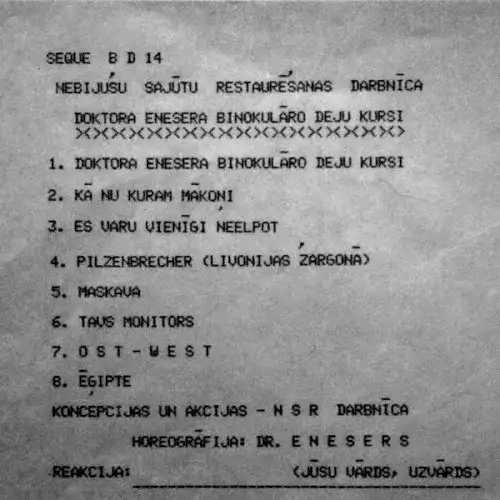 SEQUE B D 14
NEBIJUŠU SAJŪTU RESTAURĒŠANAS DARBNĪCA
DOKTORA ENESERA BINOKULĀRO DEJU KURSI
><><><><><><><><><><><><><><><><><><>
1. DOKTORA ENESERA BINOKULĀRO DEJU KURSI
2. KĀ NU KURAM MĀKOŅI
3. ES VARU VIENĪGI NEELPOT
4. PILZENBRECHER (LIVONIJAS ŽARGONĀ)
5. MASKAVA
6. TAVS MONITORS
7. O S T - W E S T
8. ĒĢIPTE
KONCEPCIJAS UN AKCIJAS - N S R DARBNĪCA
HOREOGRĀFIJA: DR. E N E S E R S
REAKCIJA: (JŪSU VĀRDS, UZVĀRDS)